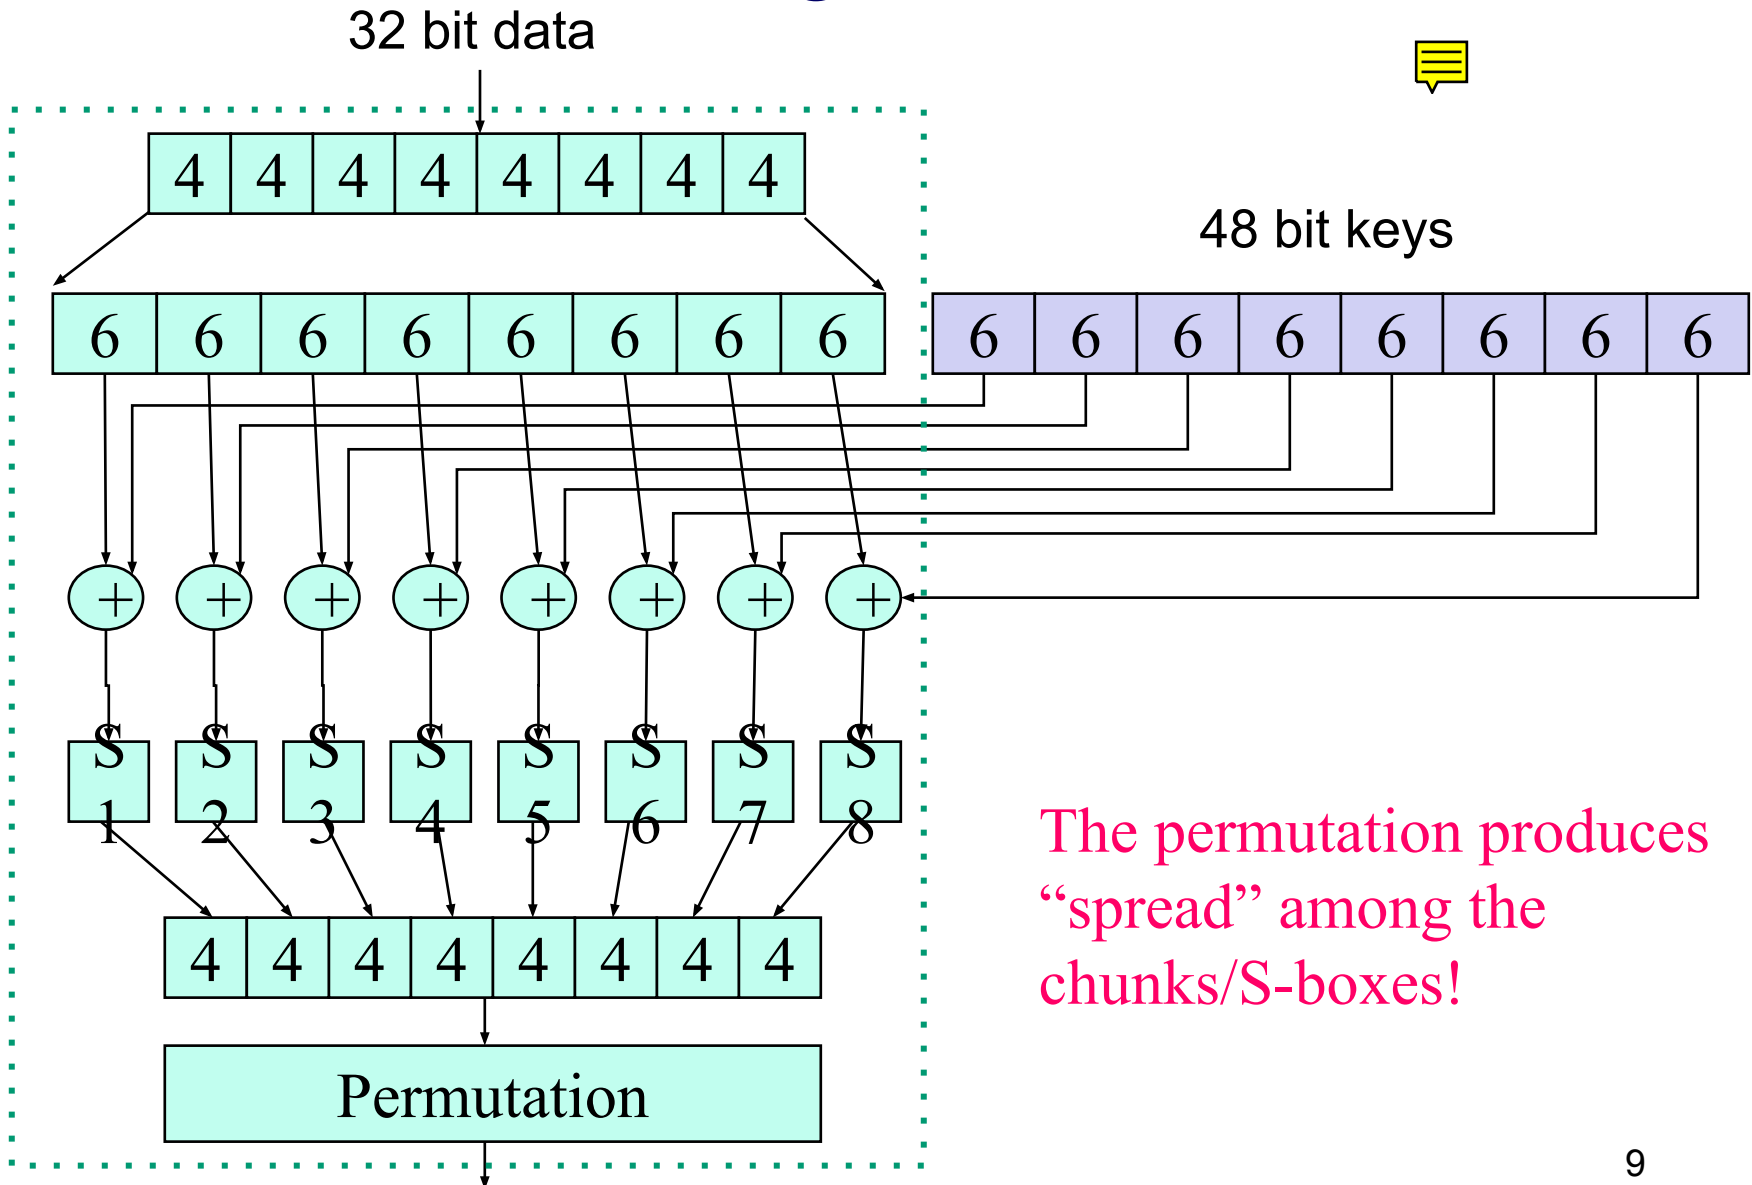 32 bit data
4 4 4 4 4 4 4 4
48 bit keys
6 6 6 6 6 6 6 6
6 6 6 6 6 6 6 6
+ + + + + + + +
S S S S S S S S
1 2 3 4 5 6 7 8
The permutation produces
“spread” among the
chunks/S-boxes!
4 4 4 4 4 4 4 4
Permutation
9